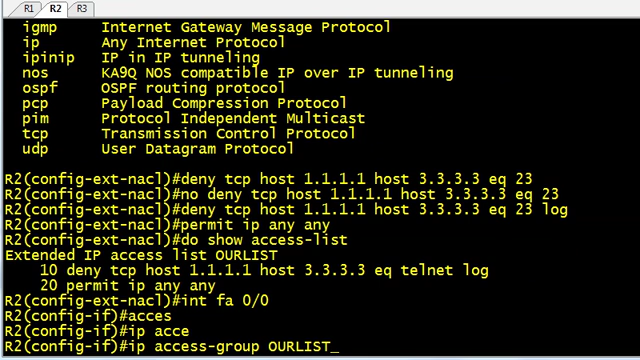 R1 R2 R3
igmp Internet Gateway Message Protocol
ip Any Internet Protocol
ipinip IP in IP tunneling
nos KA9Q NOS compatible IP over IP tunneling
ospf OSPF routing protocol
pcp Payload Compression Protocol
pim Protocol Independent Multicast
tcp Transmission Control Protocol
udp User Datagram Protocol
R2(config-ext-nacl)#deny tcp host 1.1.1.1 host 3.3.3.3 eq 23
R2(config-ext-nacl)#no deny tcp host 1.1.1.1 host 3.3.3.3 eq 23
R2(config-ext-nacl)#deny tcp host 1.1.1.1 host 3.3.3.3 eq 23 log
R2(config-ext-nacl)#permit ip any any
R2(config-ext-nacl)#do show access-list
Extended IP access list OURLIST
10 deny tcp host 1.1.1.1 host 3.3.3.3 eq telnet log
20 permit ip any any
R2(config-ext-nacl)#int fa 0/0
R2(config-if)#acces
R2(config-if)#ip acce
R2(config-if)#ip access-group OURLIST_